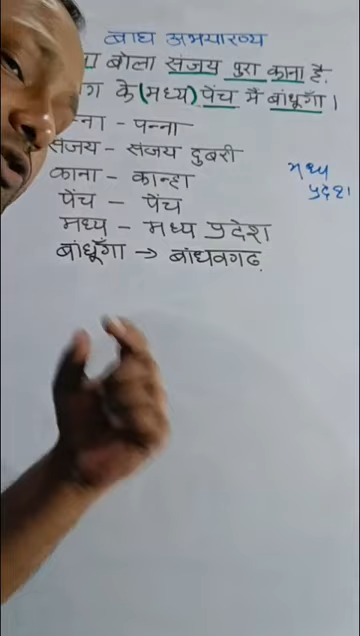 बाघ अभयारण्य
बोला संजय पुरा काना है.
के (मध्य) पेंच में बांधूँगा।
न्ना - पन्ना
संजय - संजय दुबरी
काना - कान्हा
पेंच - पेंच
मध्य - मध्य प्रदेश
बांधूँगा → बांधवगढ.
मध्य
प्रदेश।